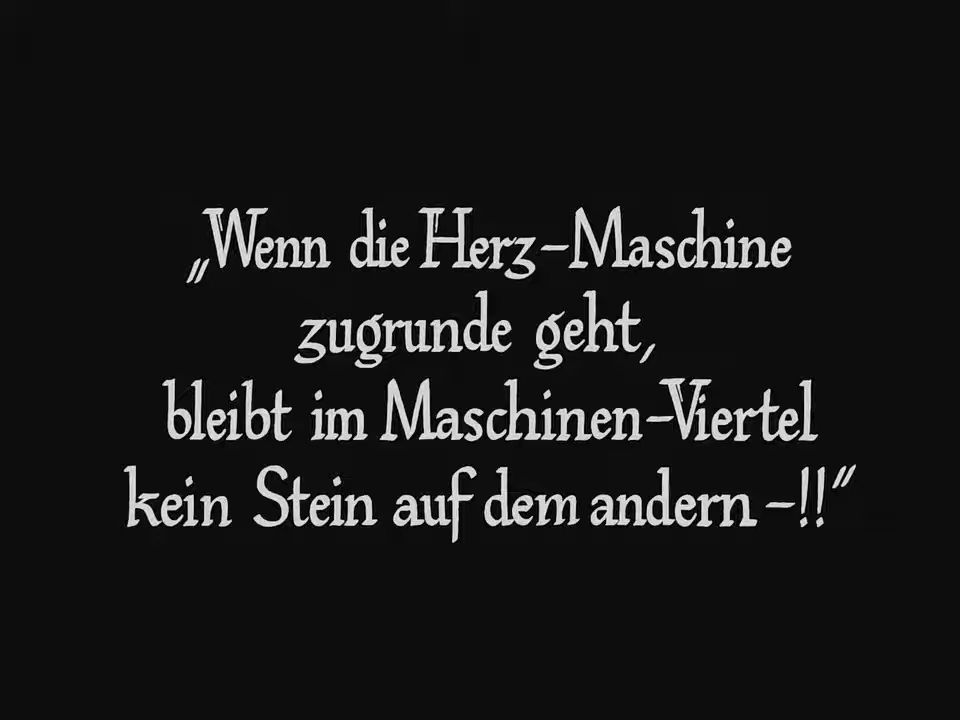 „Wenn die Herz-Maschine
zugrunde geht,
bleibt im Maschinen-Viertel
kein Stein auf dem andern -!!"